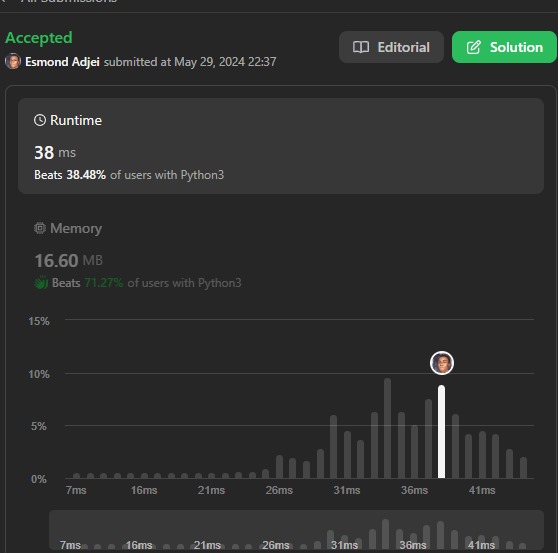 All Submissions
Accepted
Esmond Adjei submitted at May 29, 2024 22:37
Editorial
Solution
Runtime
38 ms
Beats 38.48% of users with Python3
Memory
16.60 MB
Beats 71.27% of users with Python3
15%
10%
5%
0%
7ms 16ms 21ms 26ms 31ms 36ms 41ms
7ms 16ms 21ms 26ms 31ms 36ms 41ms